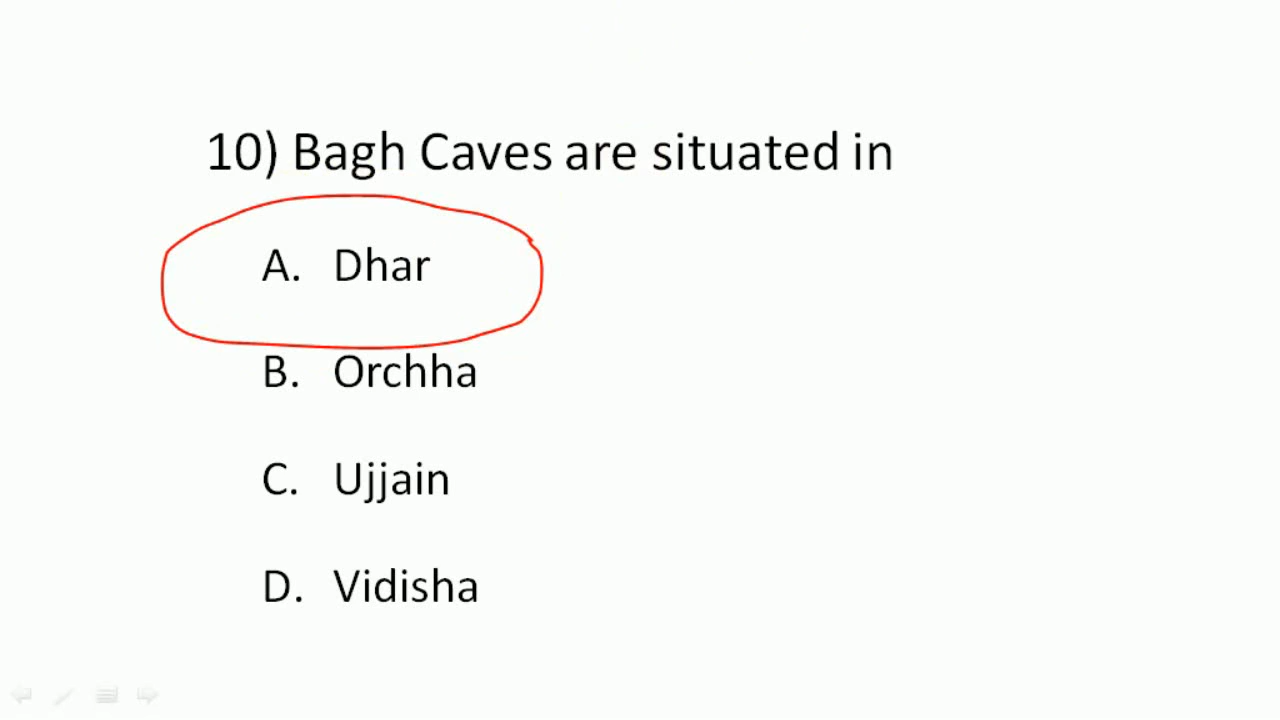 10) Bagh Caves are situated in
A. Dhar
B. Orchha
C. Ujjain
D. Vidisha